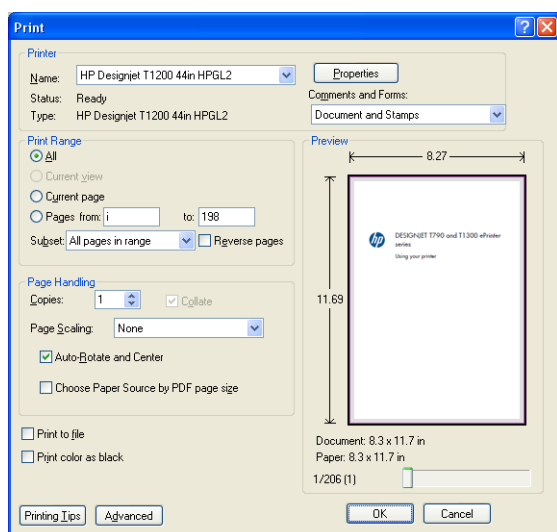 Print
Printer
Name: HP Designjet T1200 44in HPGL2 Properties
Status: Ready Comments and Forms:
Type: HP Designjet T1200 44in HPGL2 Document and Stamps
Print Range
All
Current view
Current page
Pages from: i to: 198
Subset: All pages in range Reverse pages
Page Handling
Copies: 1 Collate
Page Scaling: None
Auto-Rotate and Center
Choose Paper Source by PDF page size
Print to file
Print color as black
Printing Tips Advanced
Preview
8.27
11.69
hp
DESIGNJET T790 and T1300 ePrinter
series
Using your printer
Document: 8.3 x 11.7 in
Paper: 8.3 x 11.7 in
1/206 (1)
OK Cancel